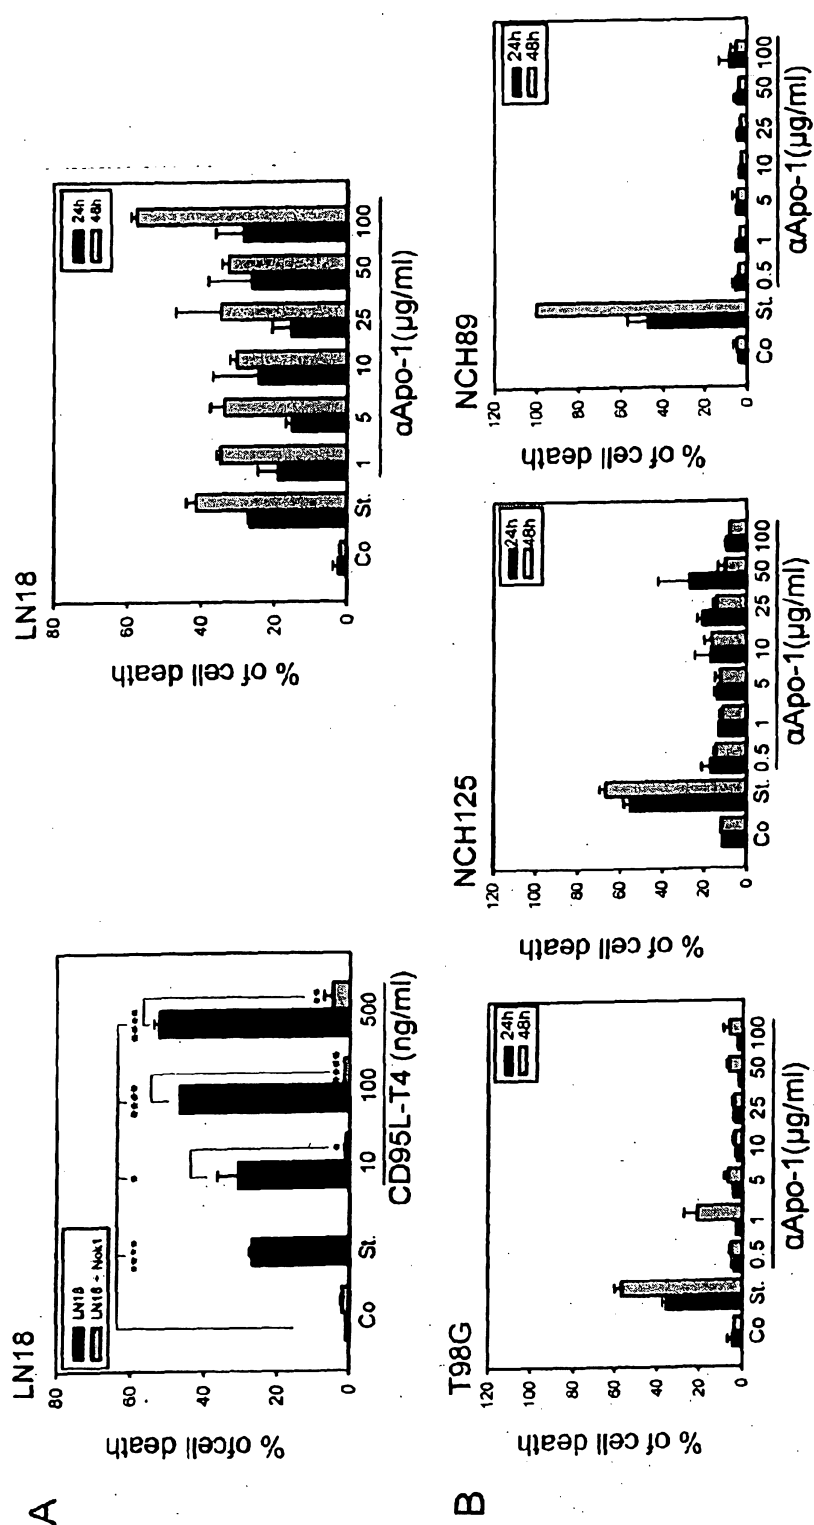 A
LN18
80
60
40
20
0
% ofcell death
LN18
LN18 + Nok1
****
*
****
****
*
****
**
Co St. 10 100 500
CD95L-T4 (ng/ml)
LN18
80
60
40
20
0
% of cell death
24h
48h
Co St. 1 5 10 25 50 100
αApo-1(µg/ml)
B
T98G
120
100
80
60
40
20
0
% of cell death
24h
48h
Co St. 0.5 1 5 10 25 50 100
αApo-1(µg/ml)
NCH125
120
100
80
60
40
20
0
% of cell death
24h
48h
Co St. 0.5 1 5 10 25 50 100
αApo-1(µg/ml)
NCH89
120
100
80
60
40
20
0
% of cell death
24h
48h
Co St. 0.5 1 5 10 25 50 100
αApo-1(µg/ml)